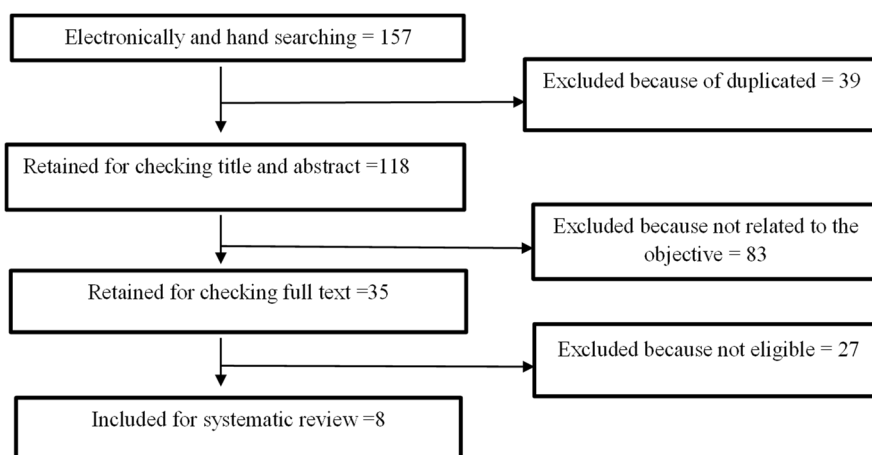 Electronically and hand searching = 157
Excluded because of duplicated = 39
Retained for checking title and abstract =118
Excluded because not related to the
objective = 83
Retained for checking full text =35
Excluded because not eligible = 27
Included for systematic review =8